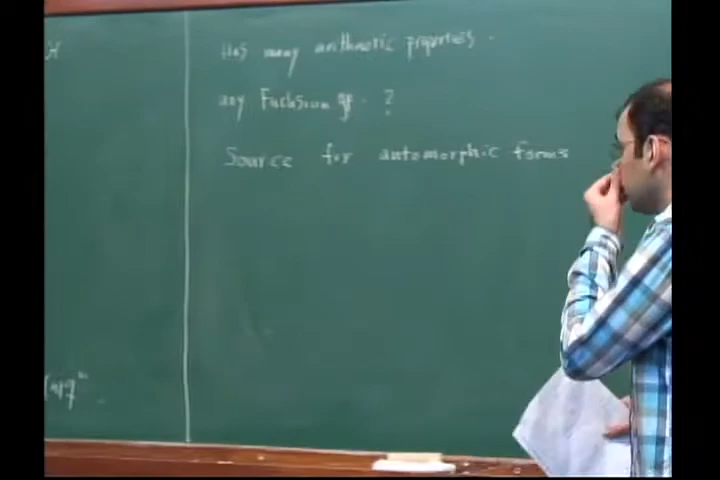 H
Has many arithmetic properties.
any Fuchsian gp. ?
Source for automorphic forms